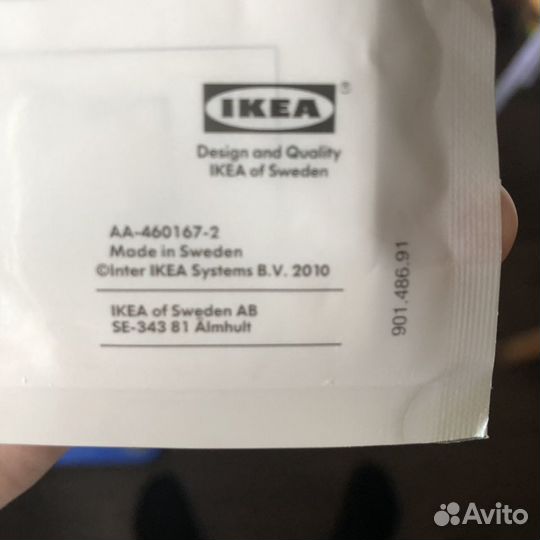 IKEA
®
Design and Quality
IKEA of Sweden
AA-460167-2
Made in Sweden
©Inter IKEA Systems B.V. 2010
IKEA of Sweden AB
SE-343 81 Älmhult
901.486.91
Avito